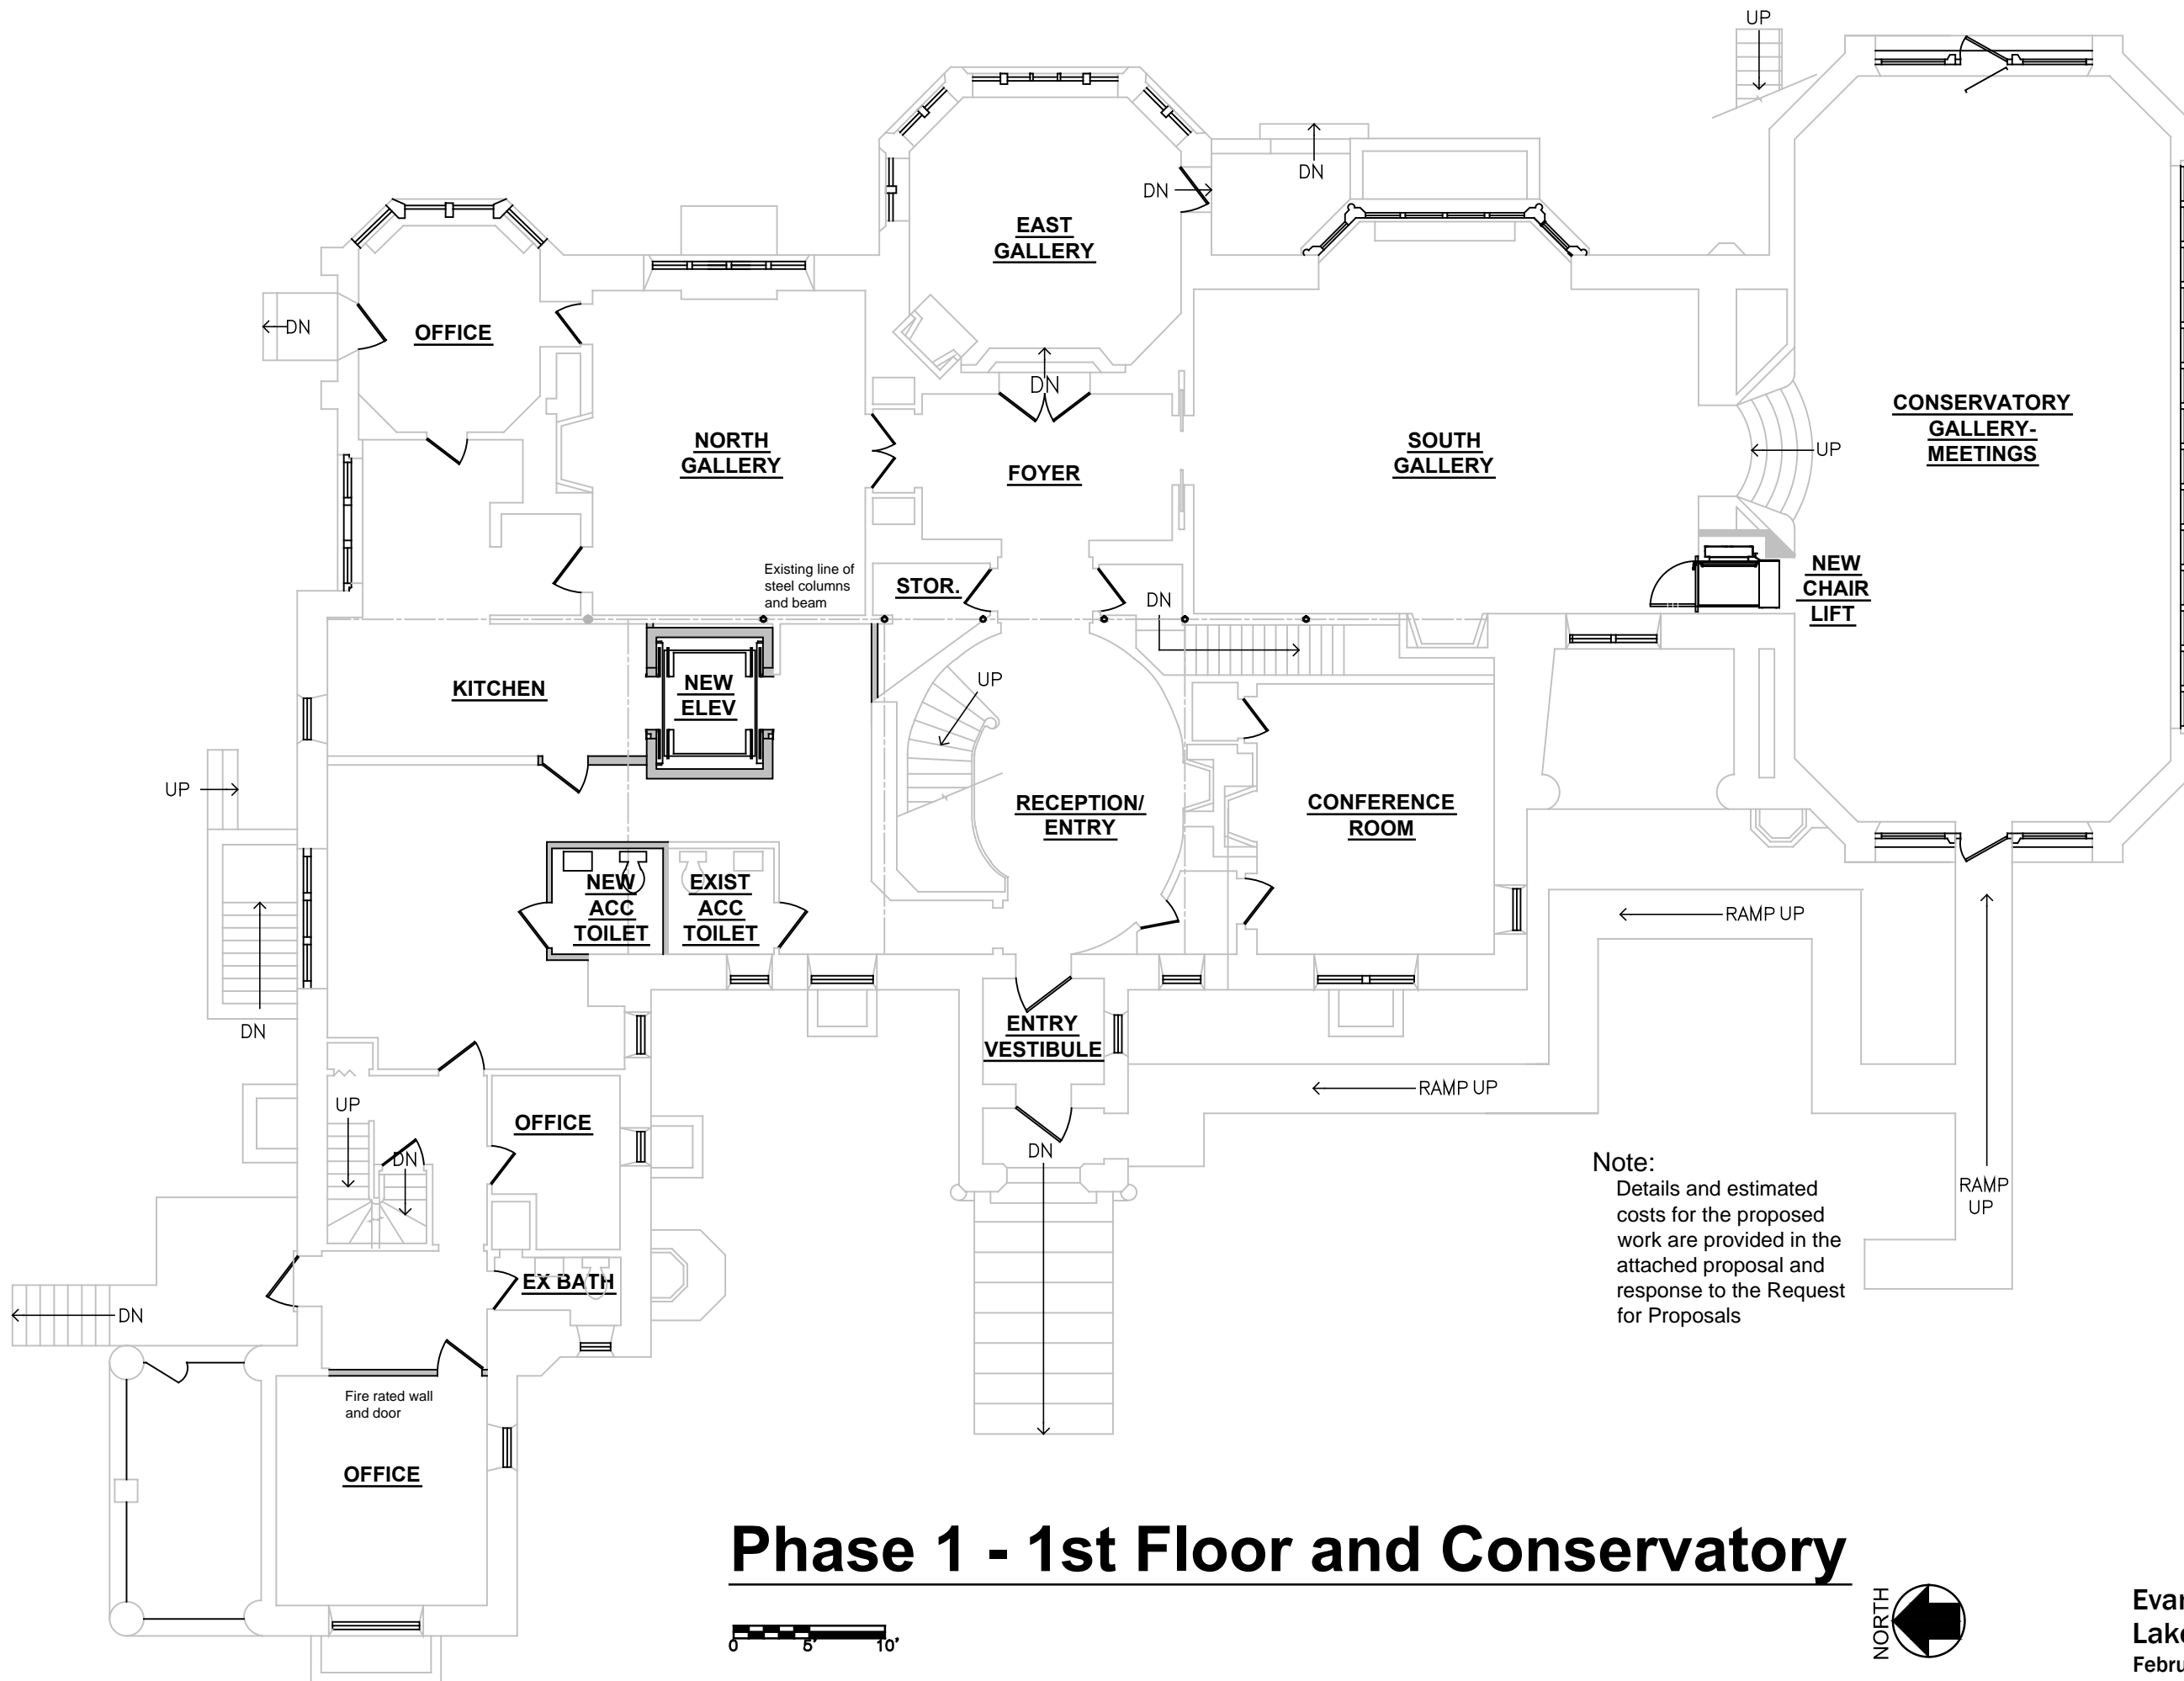 UP
DN
DN
EAST
GALLERY
OFFICE
DN
DN
NORTH
GALLERY
FOYER
SOUTH
GALLERY
UP
CONSERVATORY
GALLERY-
MEETINGS
Existing line of
steel columns
and beam
STOR.
DN
NEW
CHAIR
LIFT
KITCHEN
NEW
ELEV
UP
UP
RECEPTION/
ENTRY
CONFERENCE
ROOM
NEW
ACC
TOILET
EXIST
ACC
TOILET
RAMP UP
DN
ENTRY
VESTIBULE
RAMP UP
UP
DN
OFFICE
DN
RAMP
UP
EX BATH
DN
Note:
Details and estimated
costs for the proposed
work are provided in the
attached proposal and
response to the Request
for Proposals
Fire rated wall
and door
OFFICE
Phase 1 - 1st Floor and Conservatory
0 5' 10'
NORTH